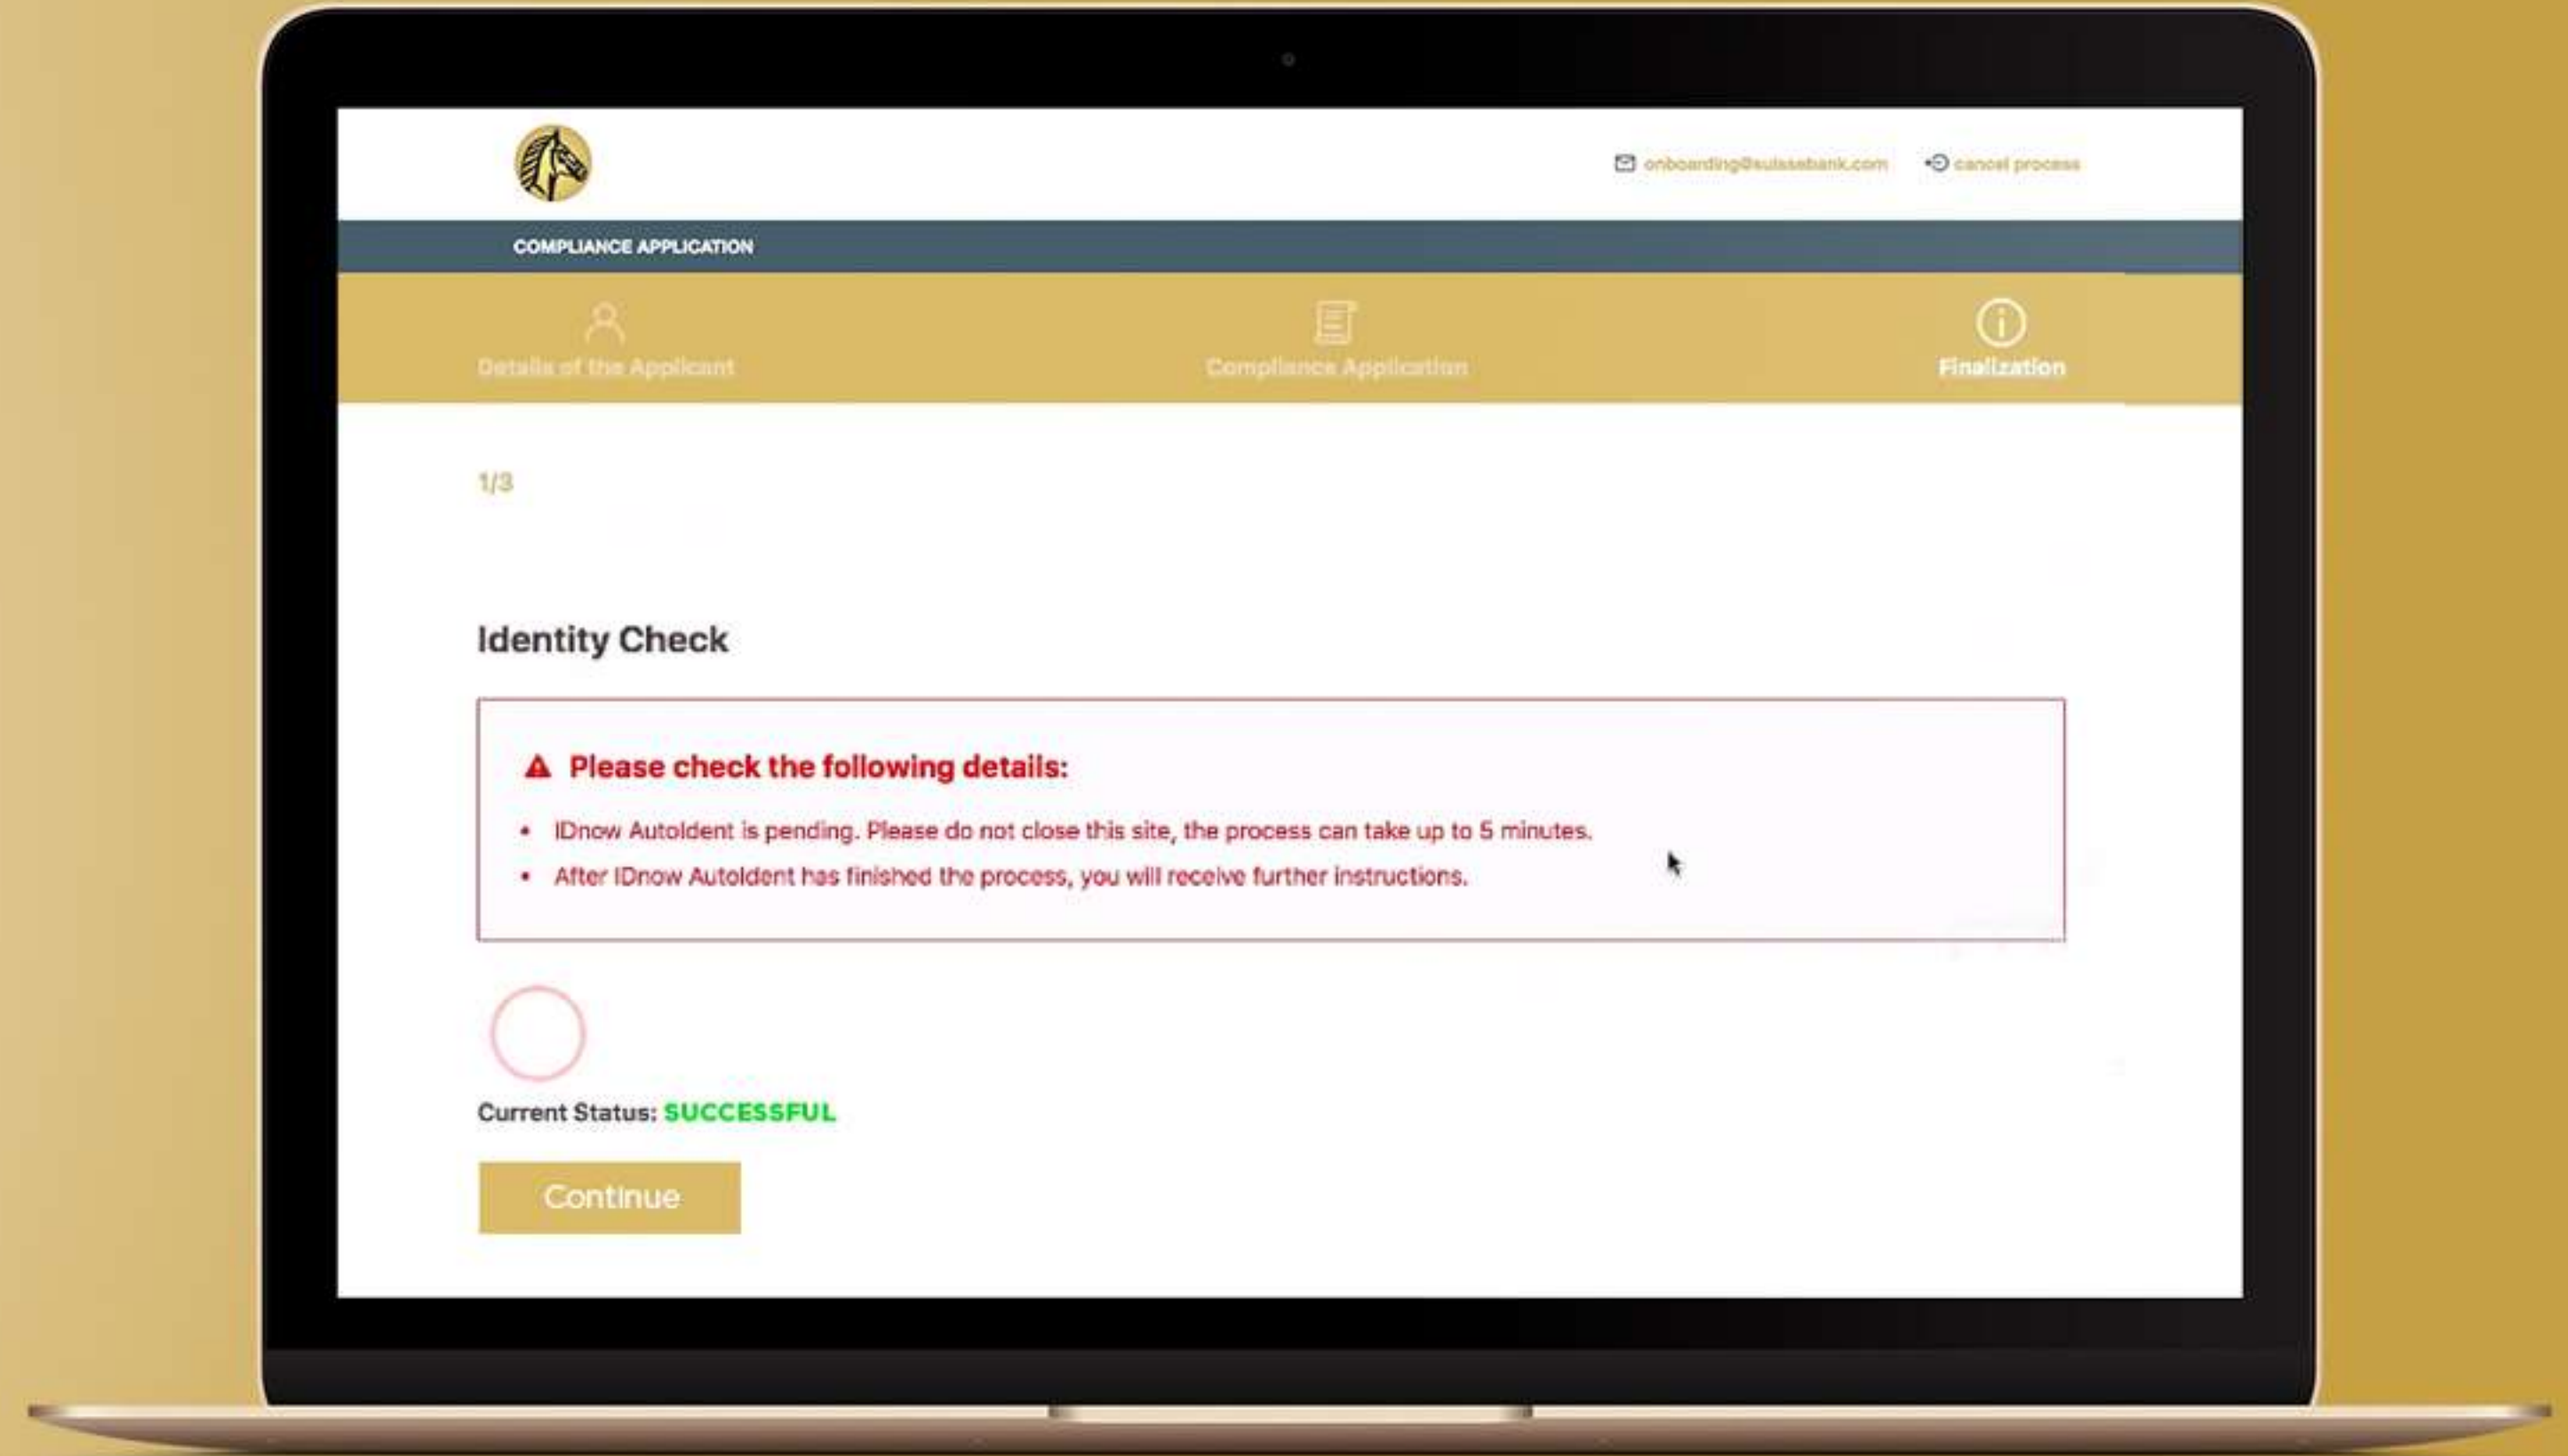 onboarding@suissebank.com cancel process
COMPLIANCE APPLICATION
Details of the Applicant Compliance Application Finalization
1/3
Identity Check
Please check the following details:
• IDnow AutoIdent is pending. Please do not close this site, the process can take up to 5 minutes.
• After IDnow AutoIdent has finished the process, you will receive further instructions.
Current Status: SUCCESSFUL
Continue